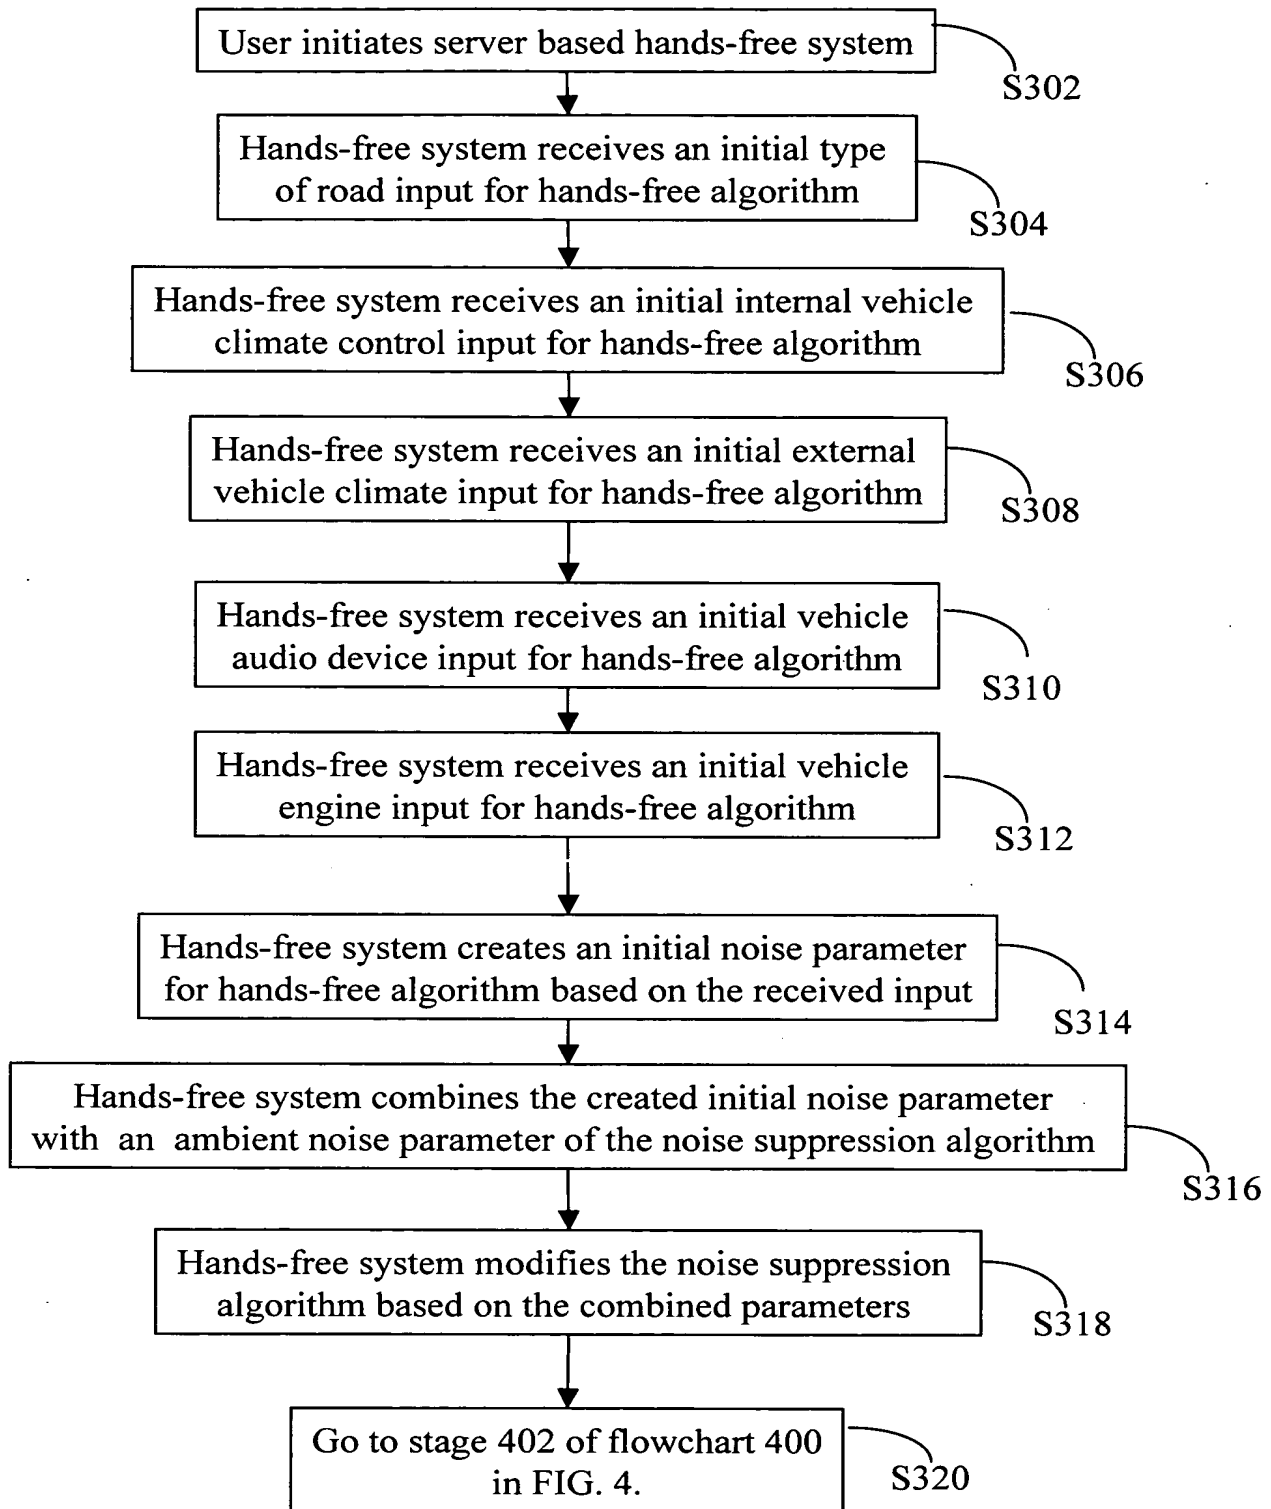 User initiates server based hands-free system
S302
Hands-free system receives an initial type
of road input for hands-free algorithm
S304
Hands-free system receives an initial internal vehicle
climate control input for hands-free algorithm
S306
Hands-free system receives an initial external
vehicle climate input for hands-free algorithm
S308
Hands-free system receives an initial vehicle
audio device input for hands-free algorithm
S310
Hands-free system receives an initial vehicle
engine input for hands-free algorithm
S312
Hands-free system creates an initial noise parameter
for hands-free algorithm based on the received input
S314
Hands-free system combines the created initial noise parameter
with an ambient noise parameter of the noise suppression algorithm
S316
Hands-free system modifies the noise suppression
algorithm based on the combined parameters
S318
Go to stage 402 of flowchart 400
in FIG. 4.
S320